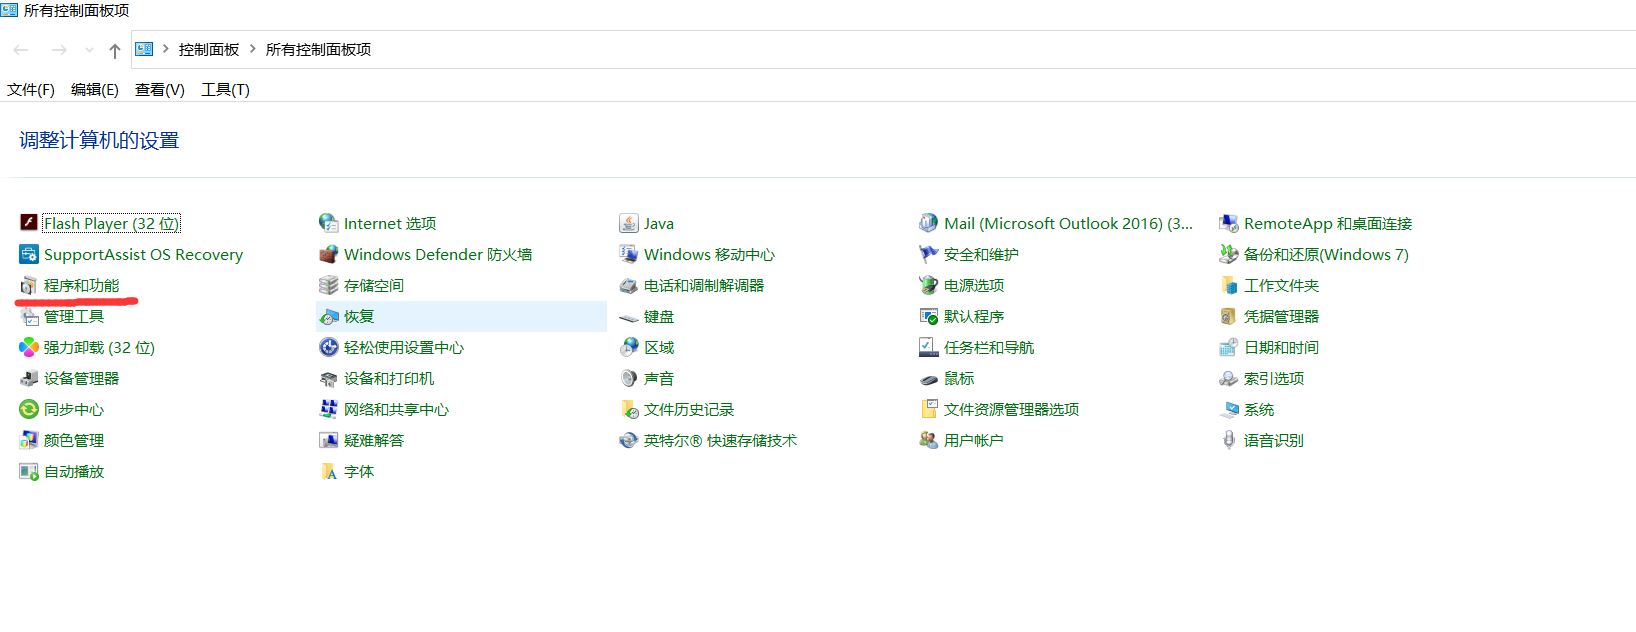 所有控制面板项
控制面板 > 所有控制面板项
文件(F) 编辑(E) 查看(V) 工具(T)
调整计算机的设置
Flash Player (32 位) Internet 选项 Java Mail (Microsoft Outlook 2016) (3... RemoteApp 和桌面连接
SupportAssist OS Recovery Windows Defender 防火墙 Windows 移动中心 安全和维护 备份和还原(Windows 7)
程序和功能 存储空间 电话和调制解调器 电源选项 工作文件夹
管理工具 恢复 键盘 默认程序 凭据管理器
强力卸载 (32 位) 轻松使用设置中心 区域 任务栏和导航 日期和时间
设备管理器 设备和打印机 声音 鼠标 索引选项
同步中心 网络和共享中心 文件历史记录 文件资源管理器选项 系统
颜色管理 疑难解答 英特尔® 快速存储技术 用户帐户 语音识别
自动播放 字体